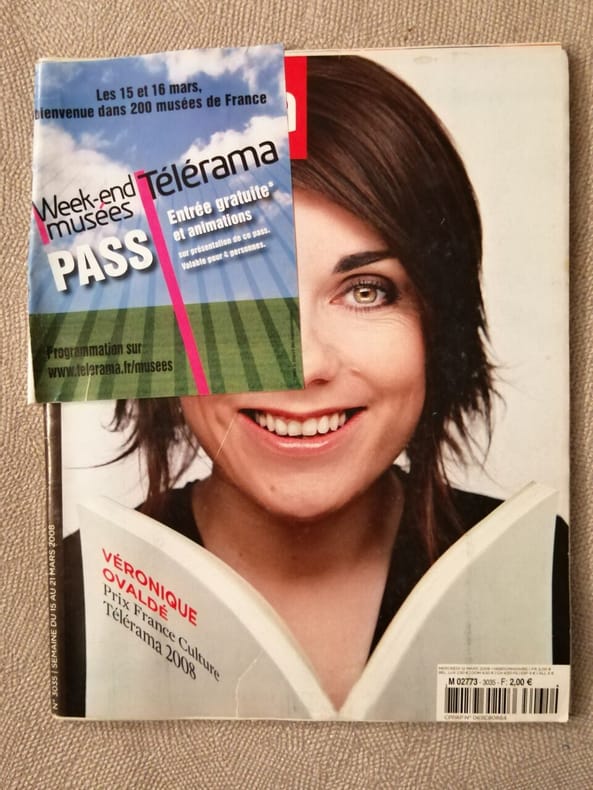 Les 15 et 16 mars,
bienvenue dans 200 musées de France
Week-end
musées
Télérama
PASS
Entrée gratuite*
et animations
sur présentation de ce pass.
Valable pour 4 personnes.
Programmation sur
www.telerama.fr/musees
a
VÉRONIQUE
OVALDÉ
Prix France Culture
Télérama 2008
N° 3035 | SEMAINE DU 15 AU 21 MARS 2008
M 02773 - 3035 - F: 2,00 €